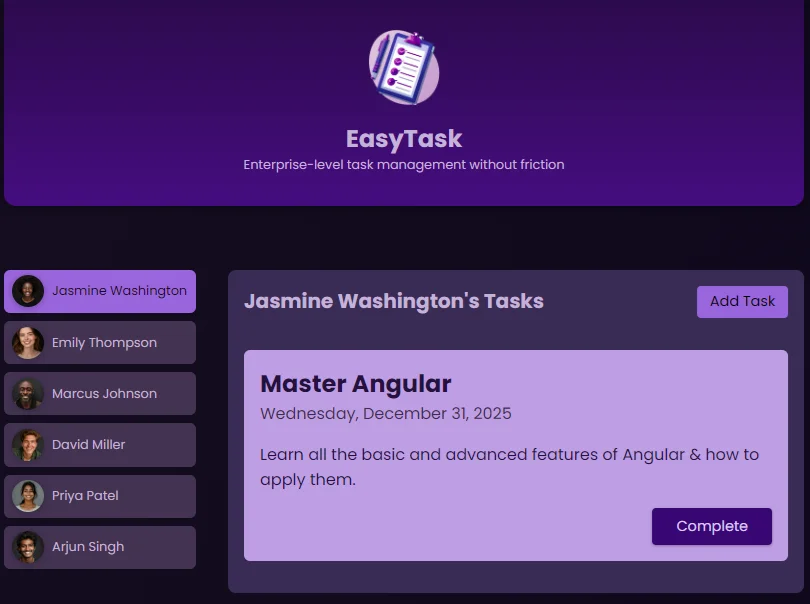 EasyTask
Enterprise-level task management without friction
Jasmine Washington
Emily Thompson
Marcus Johnson
David Miller
Priya Patel
Arjun Singh
Jasmine Washington's Tasks
Add Task
Master Angular
Wednesday, December 31, 2025
Learn all the basic and advanced features of Angular & how to
apply them.
Complete